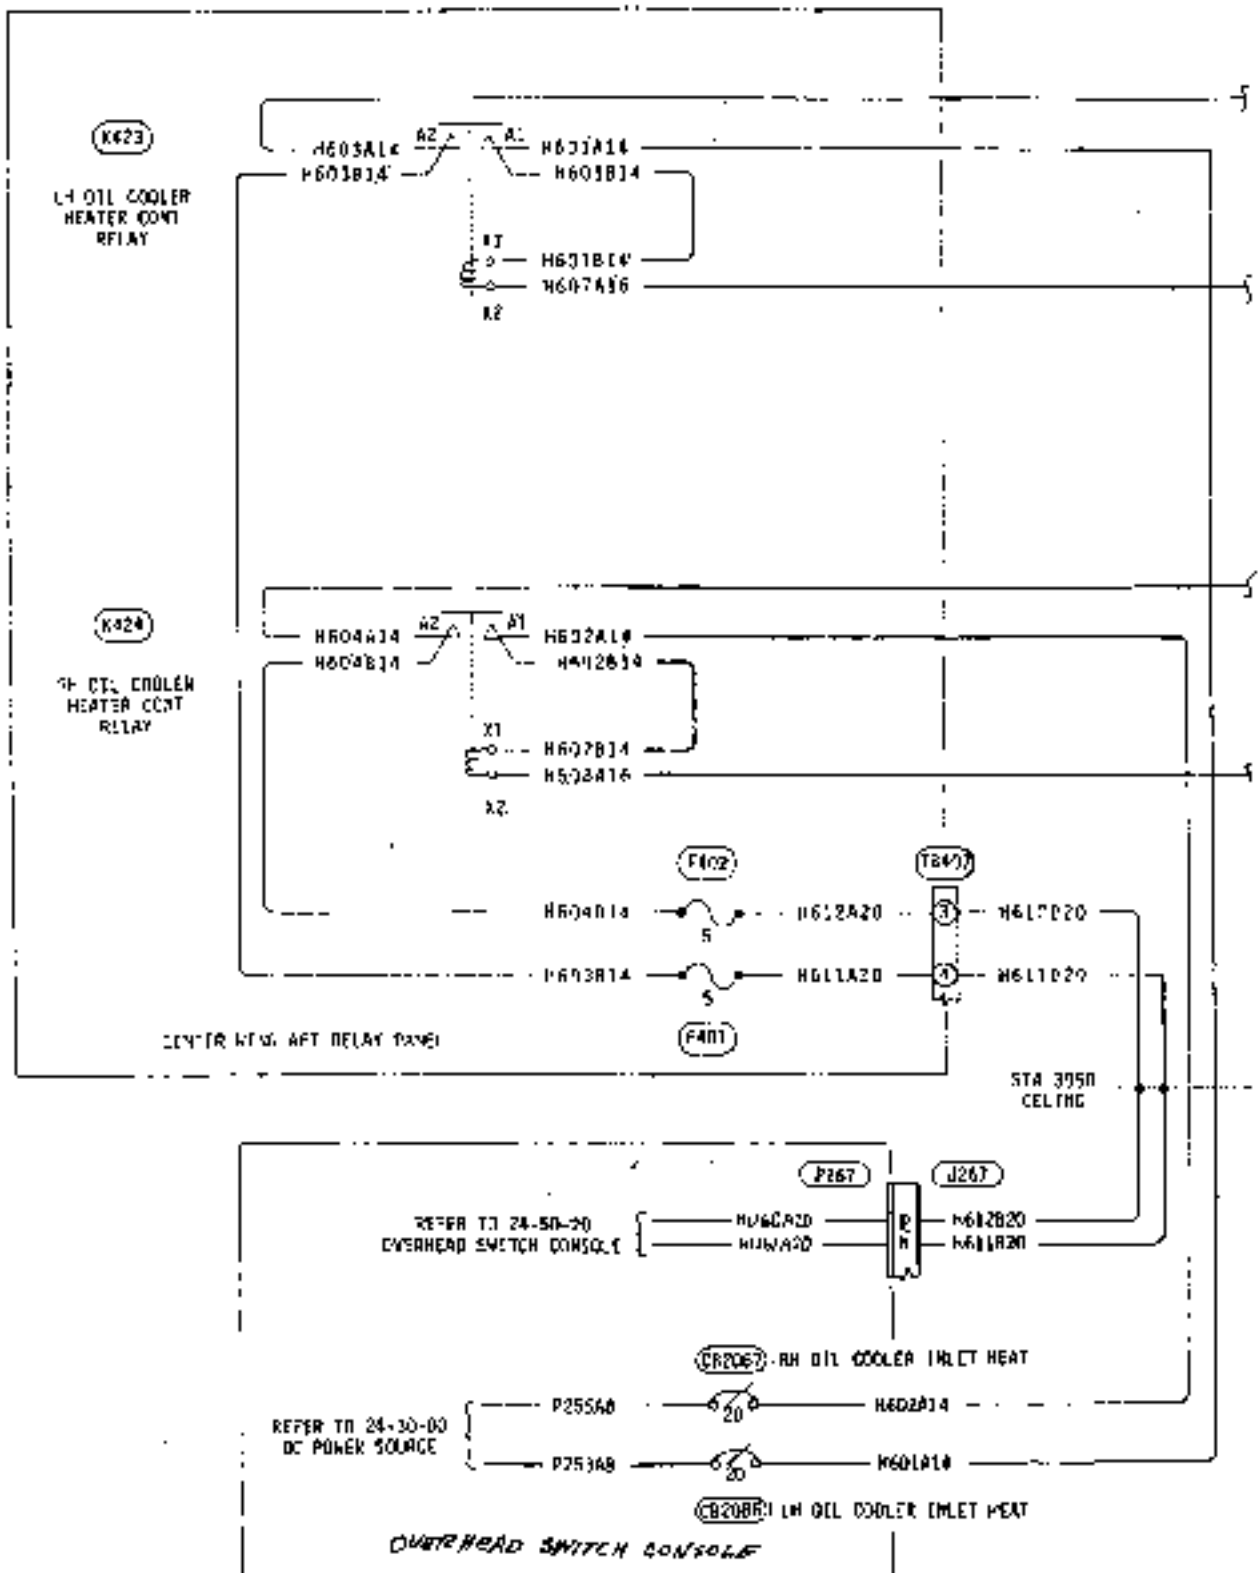 K423
A2 A1
H603A14 H601A14
H603B14 H603B14
LH OIL COOLER
HEATER CONT
RELAY
X1
H601B14
H607A16
X2
K424
A2 A1
H604A14 H602A14
H604B14 H602B14
RH OIL COOLER
HEATER CONT
RELAY
X1
H602B14
H608A16
X2
F402 TB407
H604B14 H612A20 3 H612B20
5
H603B14 H611A20 4 H611B20
5
CENTER WING AFT RELAY PANEL
F401
STA 3950
CELING
P267 J267
REFER TO 24-50-20
OVERHEAD SWITCH CONSOLE
H612B20
H611B20
CB2067 RH OIL COOLER INLET HEAT
P255A8 H602A14
20
REFER TO 24-30-00
DC POWER SOURCE
P253A8 H601A14
20
LH OIL COOLER INLET HEAT
OVERHEAD SWITCH CONSOLE